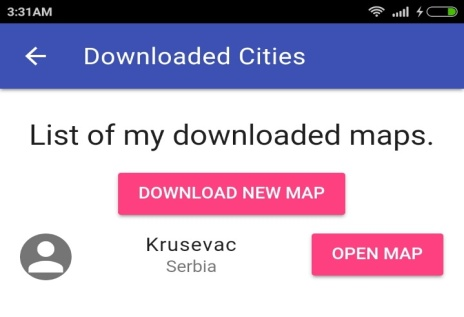 3:31AM
Downloaded Cities
List of my downloaded maps.
DOWNLOAD NEW MAP
Krusevac
Serbia
OPEN MAP